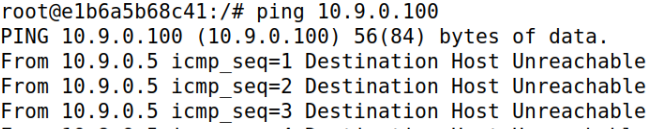 root@e1b6a5b68c41:/# ping 10.9.0.100
PING 10.9.0.100 (10.9.0.100) 56(84) bytes of data.
From 10.9.0.5 icmp_seq=1 Destination Host Unreachable
From 10.9.0.5 icmp_seq=2 Destination Host Unreachable
From 10.9.0.5 icmp_seq=3 Destination Host Unreachable